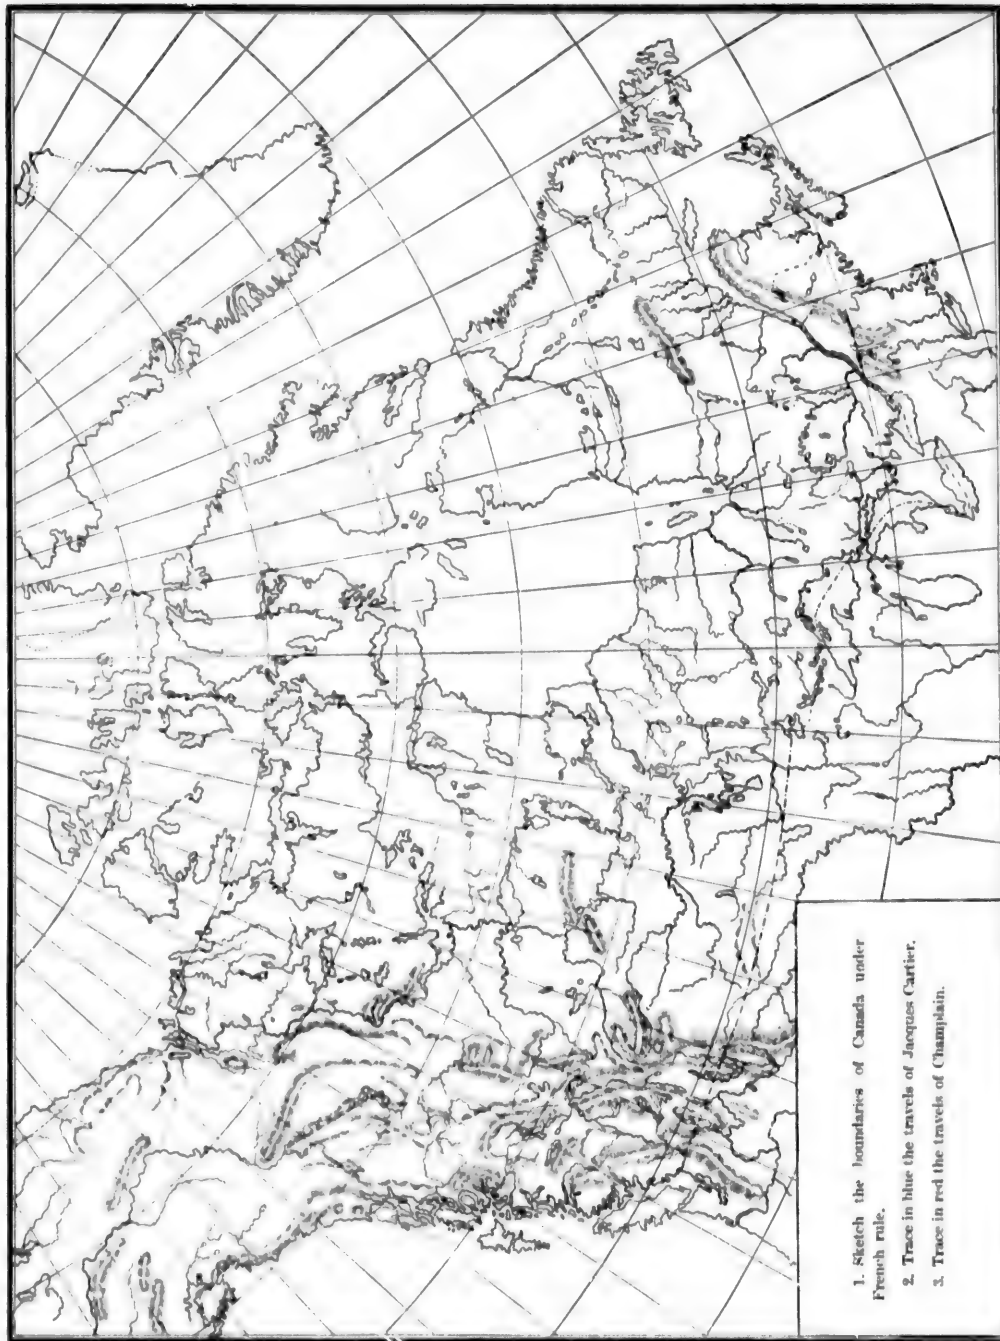 1. Sketch the boundaries of Canada under
French rule.
2. Trace in blue the travels of Jacques Cartier.
3. Trace in red the travels of Champlain.